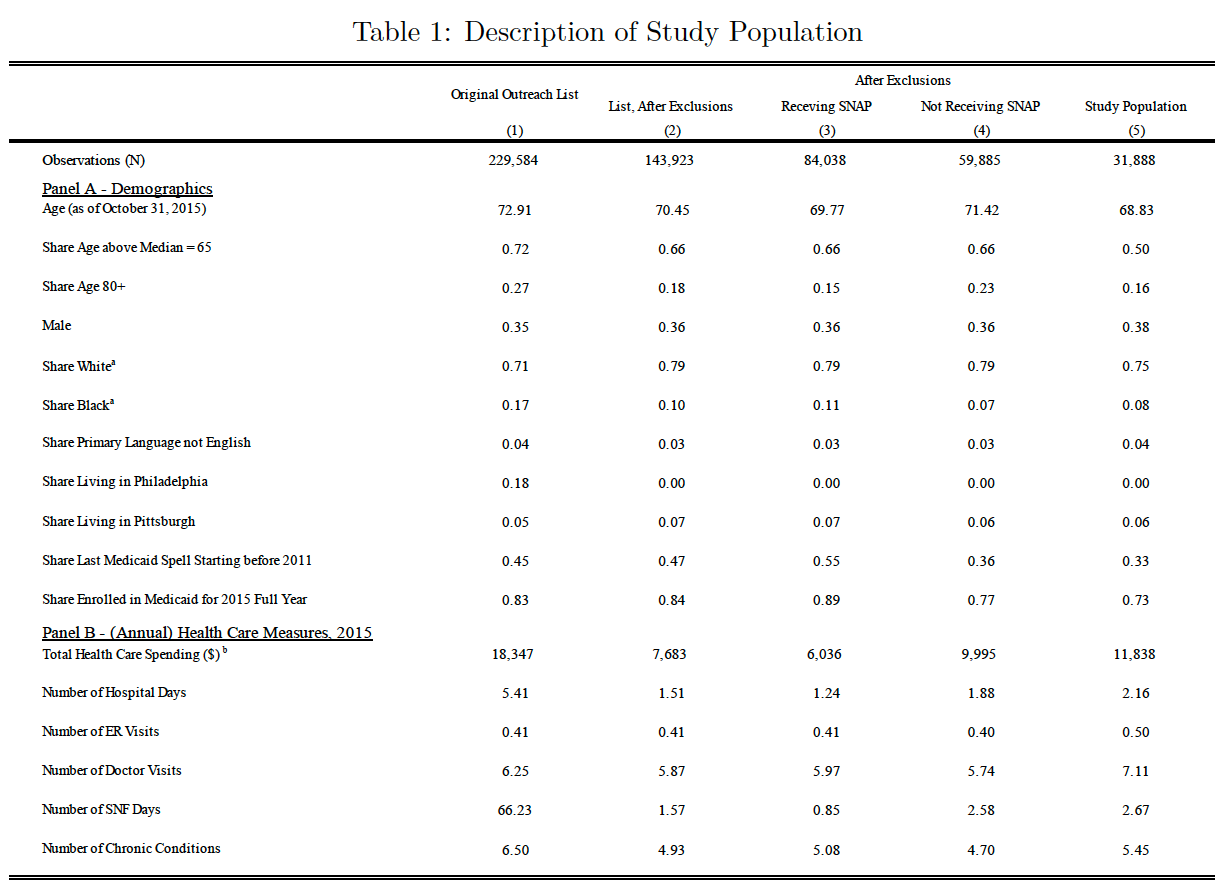 Table 1: Description of Study Population
After Exclusions
Original Outreach List
List, After Exclusions Receving SNAP Not Receiving SNAP Study Population
(1) (2) (3) (4) (5)
Observations (N) 229,584 143,923 84,038 59,885 31,888
Panel A - Demographics
Age (as of October 31, 2015) 72.91 70.45 69.77 71.42 68.83
Share Age above Median = 65 0.72 0.66 0.66 0.66 0.50
Share Age 80+ 0.27 0.18 0.15 0.23 0.16
Male 0.35 0.36 0.36 0.36 0.38
Share White a 0.71 0.79 0.79 0.79 0.75
Share Black a 0.17 0.10 0.11 0.07 0.08
Share Primary Language not English 0.04 0.03 0.03 0.03 0.04
Share Living in Philadelphia 0.18 0.00 0.00 0.00 0.00
Share Living in Pittsburgh 0.05 0.07 0.07 0.06 0.06
Share Last Medicaid Spell Starting before 2011 0.45 0.47 0.55 0.36 0.33
Share Enrolled in Medicaid for 2015 Full Year 0.83 0.84 0.89 0.77 0.73
Panel B - (Annual) Health Care Measures, 2015
Total Health Care Spending ($) b 18,347 7,683 6,036 9,995 11,838
Number of Hospital Days 5.41 1.51 1.24 1.88 2.16
Number of ER Visits 0.41 0.41 0.41 0.40 0.50
Number of Doctor Visits 6.25 5.87 5.97 5.74 7.11
Number of SNF Days 66.23 1.57 0.85 2.58 2.67
Number of Chronic Conditions 6.50 4.93 5.08 4.70 5.45